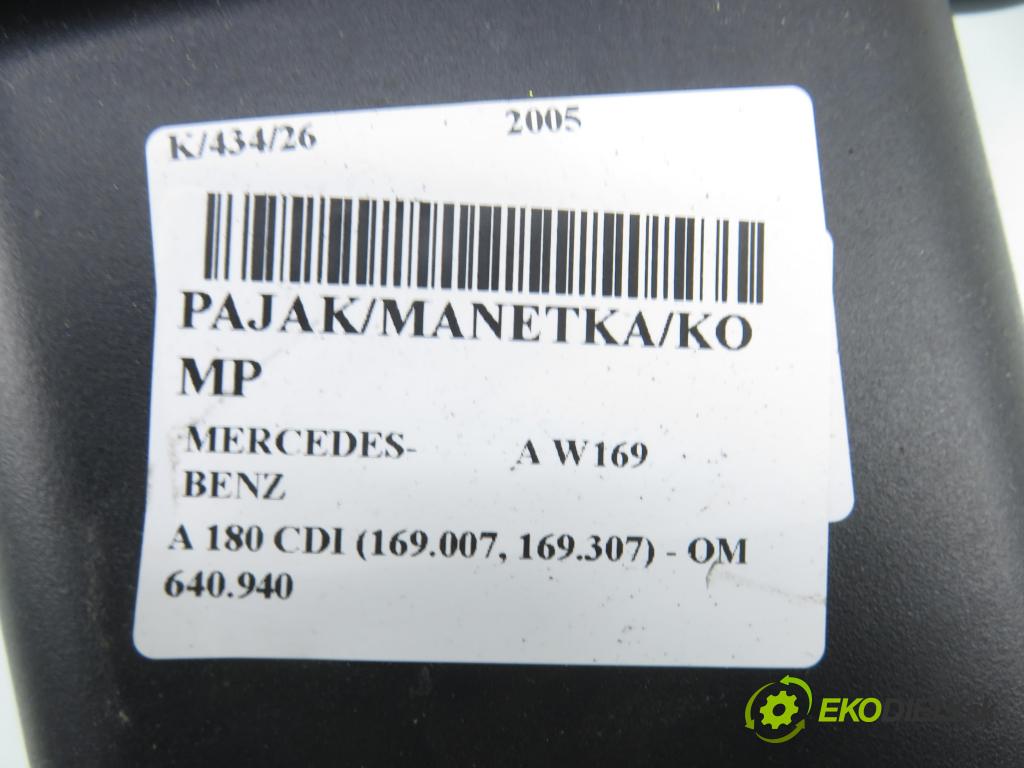 K/434/26 2005
PAJAK/MANETKA/KO
MP
MERCEDES- A W169
BENZ
A 180 CDI (169.007, 169.307) - OM
640.940